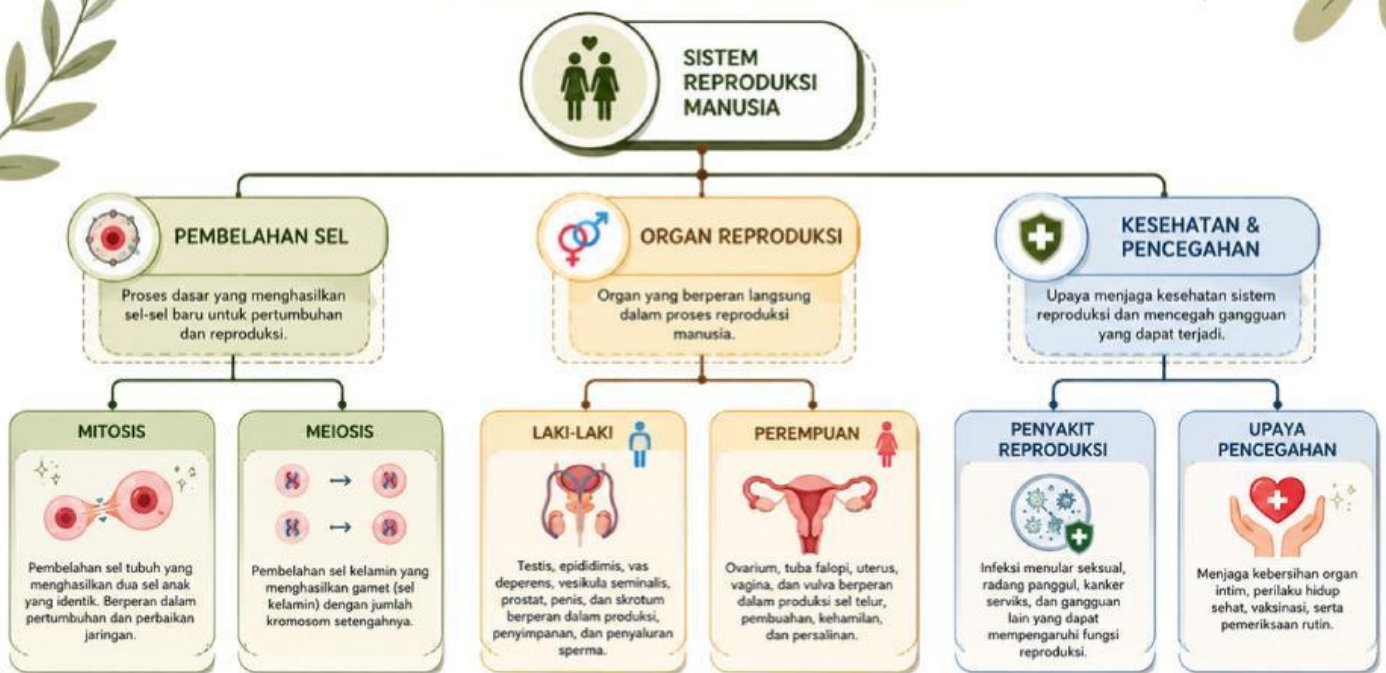 SISTEM
REPRODUKSI
MANUSIA
PEMBELAHAN SEL
Proses dasar yang menghasilkan
sel-sel baru untuk pertumbuhan
dan reproduksi.
ORGAN REPRODUKSI
Organ yang berperan langsung
dalam proses reproduksi
manusia.
KESEHATAN &
PENCEGAHAN
Upaya menjaga kesehatan sistem
reproduksi dan mencegah gangguan
yang dapat terjadi.
MITOSIS
Pembelahan sel tubuh yang
menghasilkan dua sel anak
yang identik. Berperan dalam
pertumbuhan dan perbaikan
jaringan.
MEIOSIS
Pembelahan sel kelamin yang
menghasilkan gamet (sel
kelamin) dengan jumlah
kromosom setengahnya.
LAKI-LAKI
Testis, epididimis, vas
deperens, vesikula seminalis,
prostat, penis, dan skrotum
berperan dalam produksi,
penyimpanan, dan penyaluran
sperma.
PEREMPUAN
Ovarium, tuba falopi, uterus,
vagina, dan vulva berperan
dalam produksi sel telur,
pembuahan, kehamilan,
dan persalinan.
PENYAKIT
REPRODUKSI
Infeksi menular seksual,
radang panggul, kanker
serviks, dan gangguan
lain yang dapat
mempengaruhi fungsi
reproduksi.
UPAYA
PENCEGAHAN
Menjaga kebersihan organ
intim, perilaku hidup
sehat, vaksinasi, serta
pemeriksaan rutin.